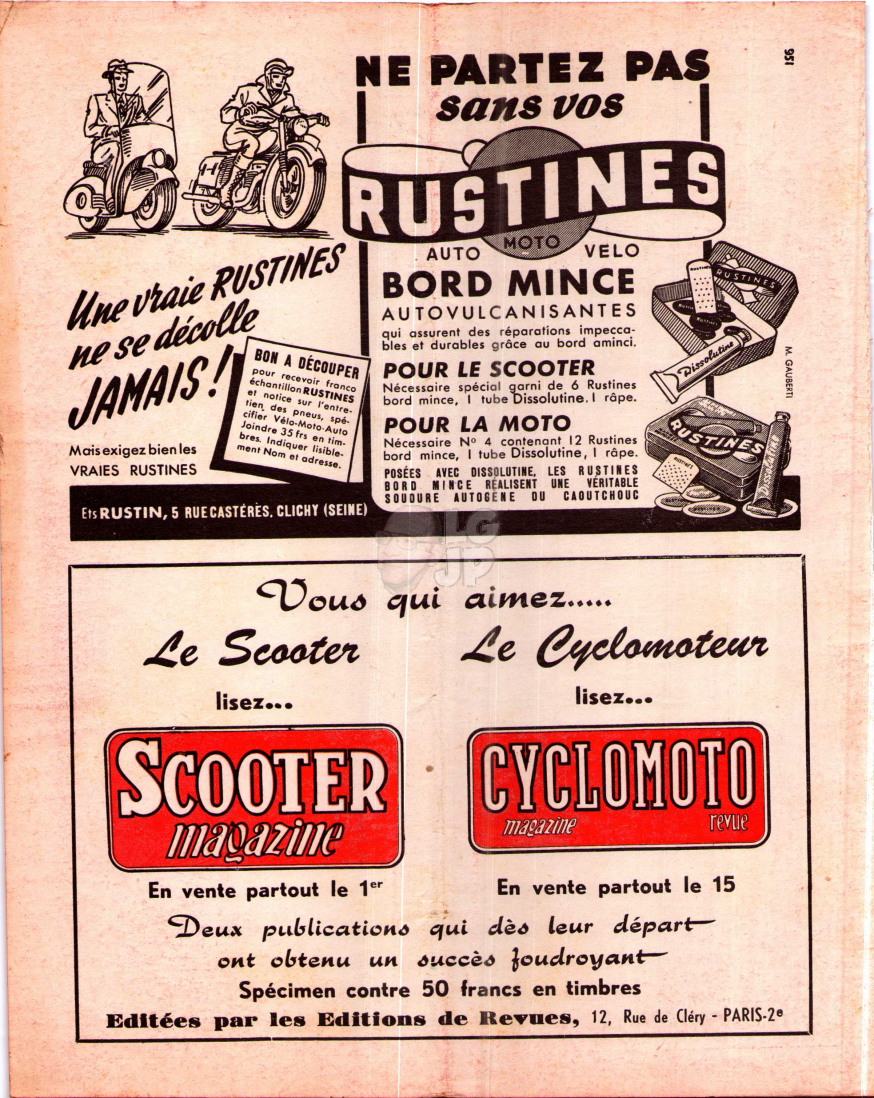 951
NE PARTEZ PAS
sans vos
RUSTINES
AUTO MOTO VELO
BORD MINCE
AUTOVULCANISANTES
qui assurent des réparations impecca-
bles et durables grâce au bord aminci.
POUR LE SCOOTER
Nécessaire spécial garni de 6 Rustines
bord mince, 1 tube Dissolutine. 1 râpe.
POUR LA MOTO
Nécessaire No 4 contenant 12 Rustines
bord mince, 1 tube Dissolutine, 1 râpe.
POSÉES AVEC DISSOLUTINE, LES RUSTINES
BORD MINCE RÉALISENT UNE VÉRITABLE
SOUDURE AUTOGÈNE DU CAOUTCHOUC
Une vraie RUSTINES
ne se décolle
JAMAIS !
Mais exigez bien les
VRAIES RUSTINES
BON A DÉCOUPER
pour recevoir franco
échantillon RUSTINES
et notice sur l'entre-
tien des pneus, spé-
cifier Vélo-Moto-Auto
Joindre 35 frs en tim-
bres. Indiquer lisible-
ment Nom et adresse.
RUSTINES
RUSTINES
Dissolutine
M. GAUBERTI
RUSTINES
Dissolutine
Ets RUSTIN, 5 RUE CASTÉRÈS, CLICHY (SEINE)
LG
JP
Vous qui aimez.....
Le Scooter
lisez...
SCOOTER
magazine
En vente partout le 1er
Le Cyclomoteur
lisez...
CYCLOMOTO
magazine revue
En vente partout le 15
Deux publications qui dès leur départ
ont obtenu un succès foudroyant
Spécimen contre 50 francs en timbres
Editées par les Editions de Revues, 12, Rue de Cléry - PARIS-2e